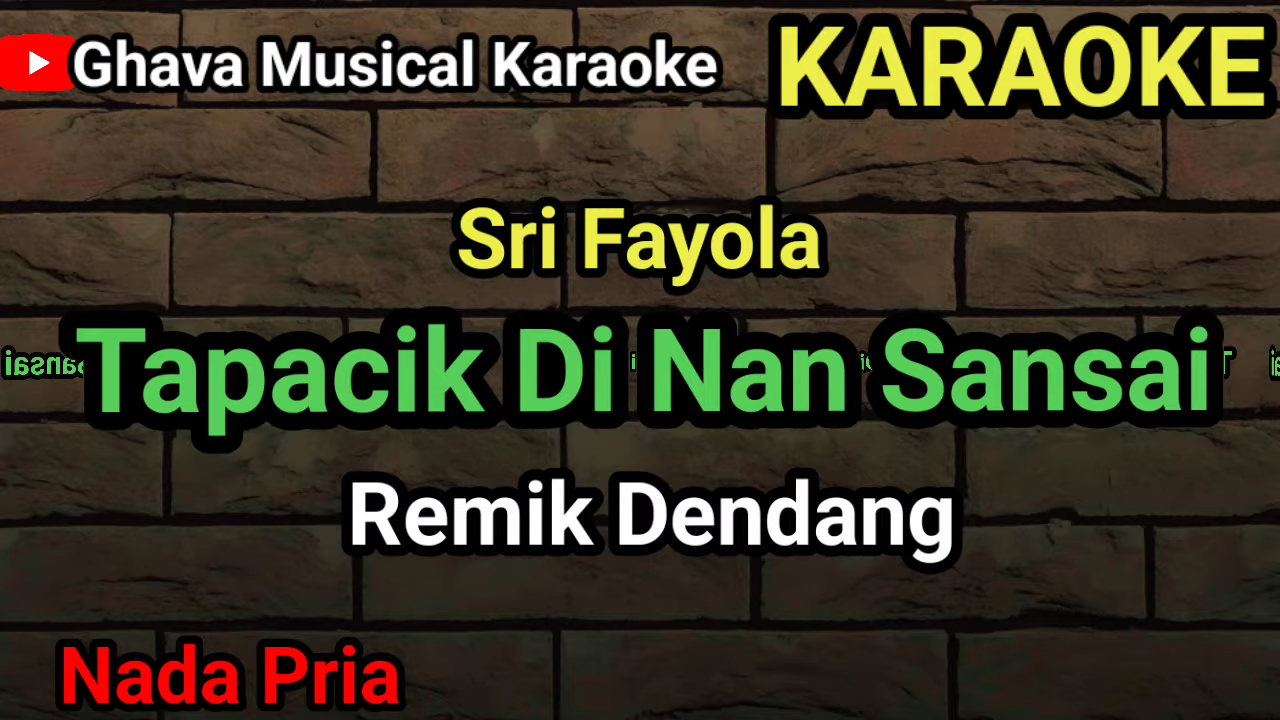 Ghava Musical Karaoke
KARAOKE
Sri Fayola
Tapacik Di Nan Sansai
Remik Dendang
Nada Pria